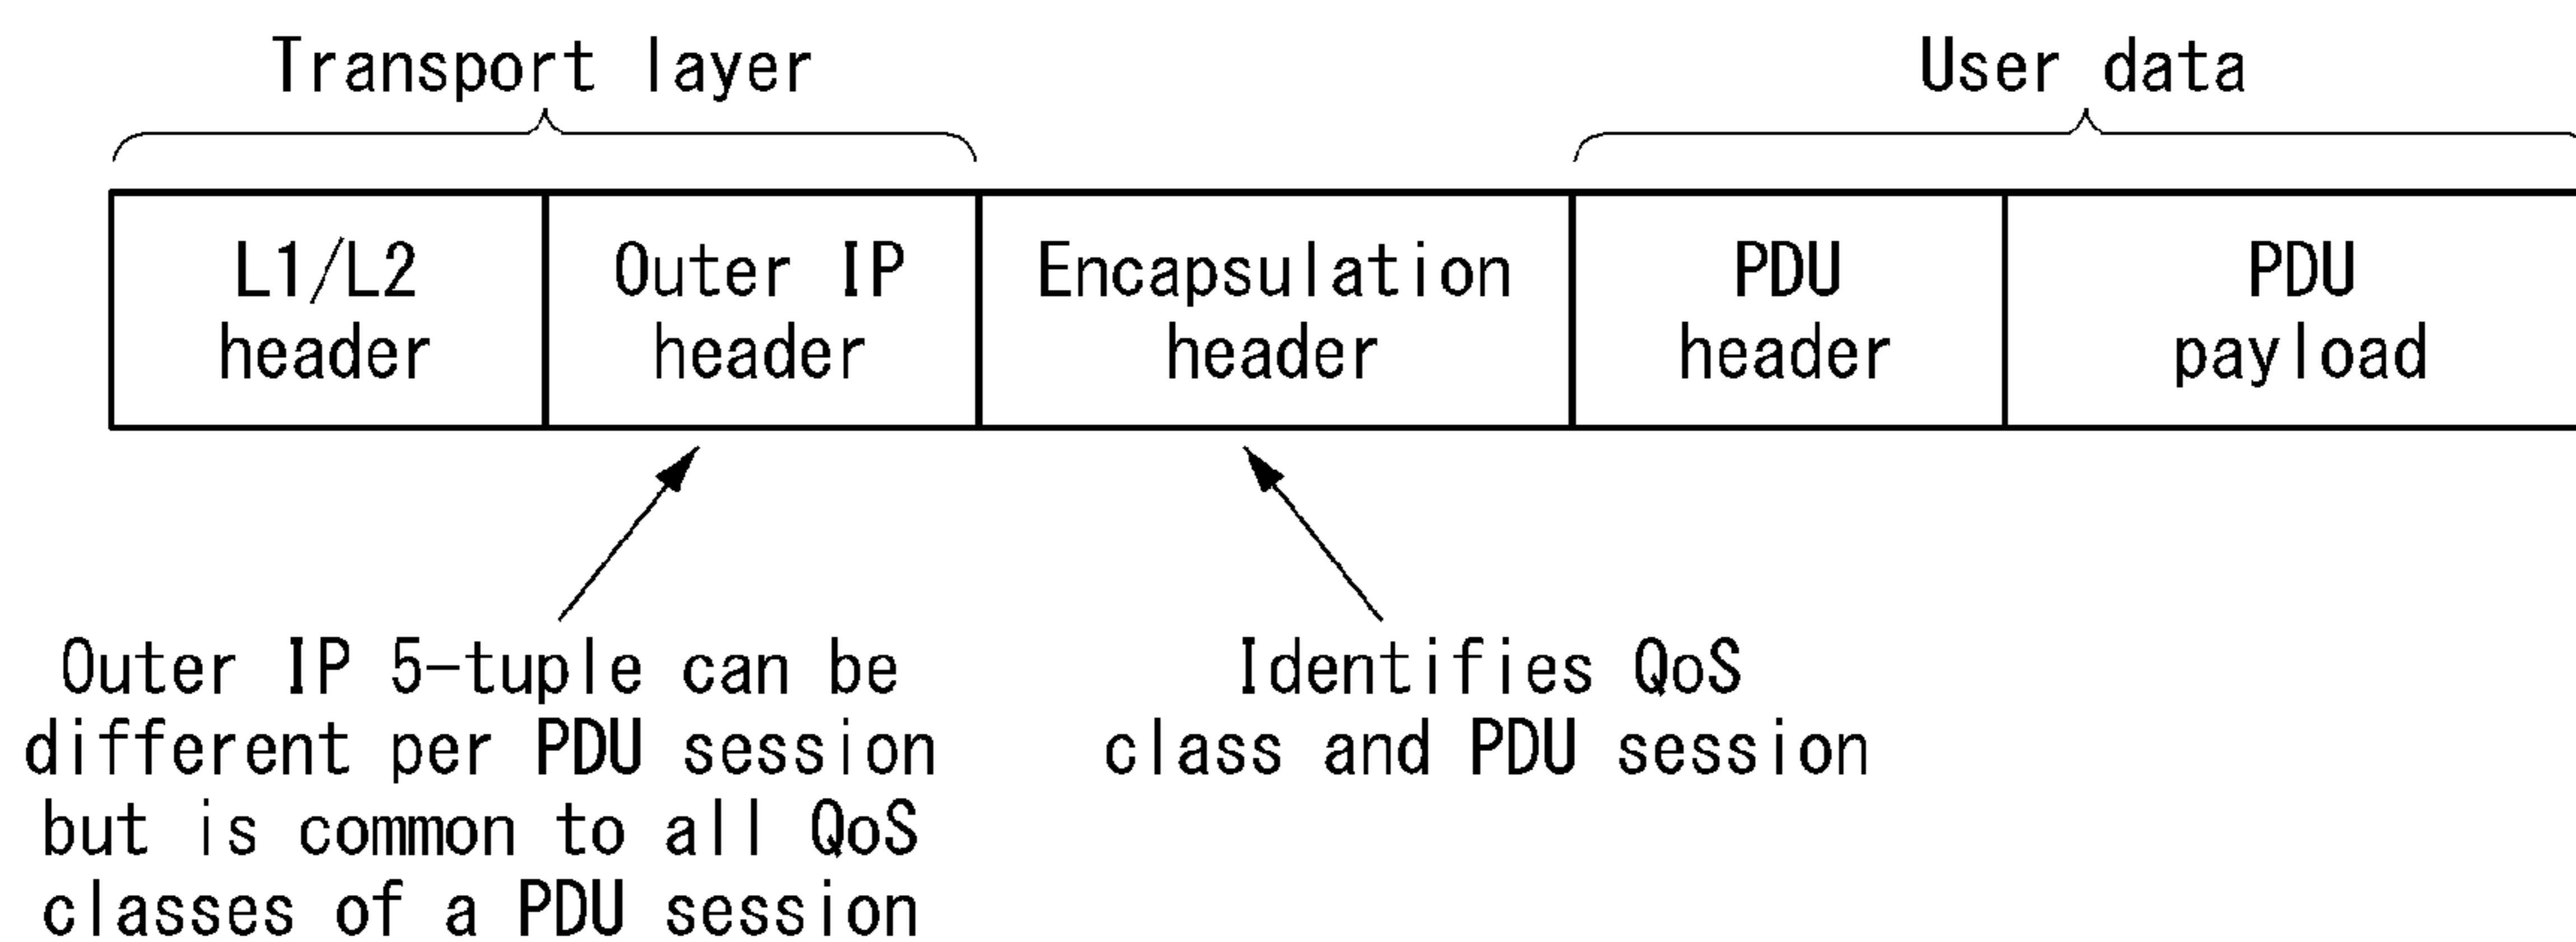 Transport layer
User data
L1/L2
header
Outer IP
header
Encapsulation
header
PDU
header
PDU
payload
Outer IP 5-tuple can be
different per PDU session
but is common to all QoS
classes of a PDU session
Identifies QoS
class and PDU session